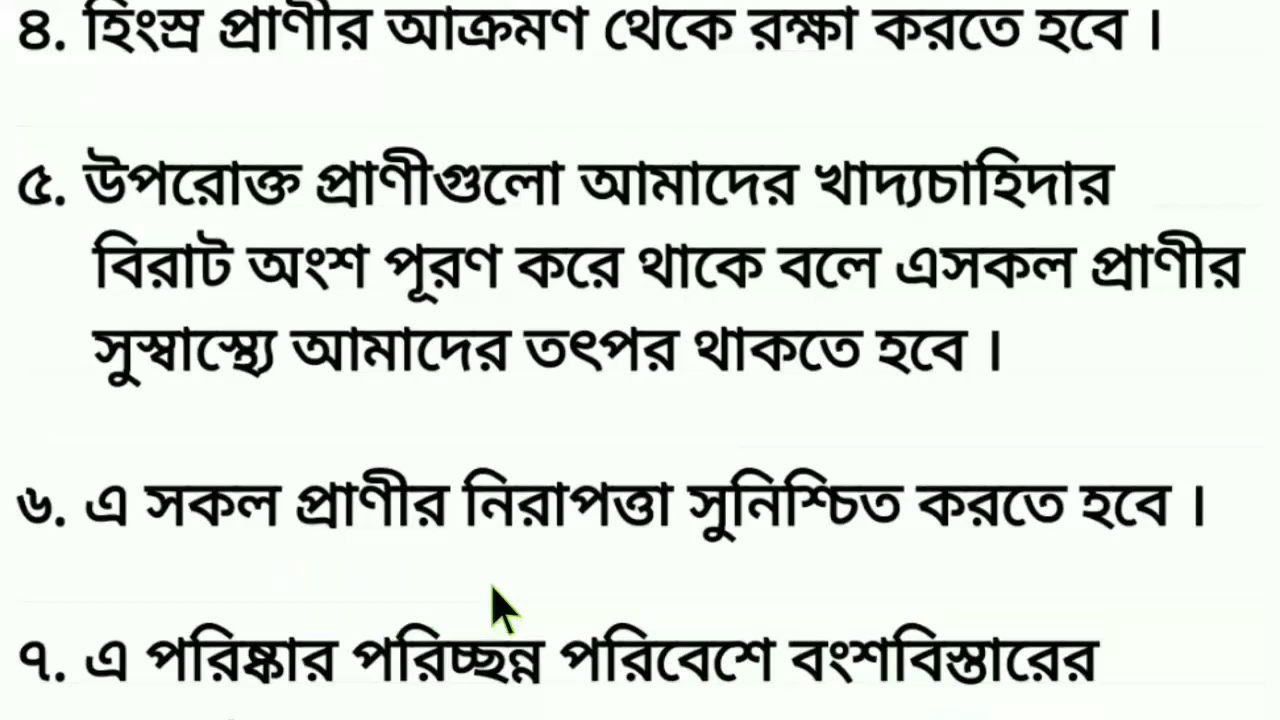 ৪. হিংস্র প্রাণীর আক্রমণ থেকে রক্ষা করতে হবে ।
৫. উপরোক্ত প্রাণীগুলো আমাদের খাদ্যচাহিদার
বিরাট অংশ পূরণ করে থাকে বলে এসকল প্রাণীর
সুস্বাস্থ্যে আমাদের তৎপর থাকতে হবে ।
৬. এ সকল প্রাণীর নিরাপত্তা সুনিশ্চিত করতে হবে ।
৭. এ পরিষ্কার পরিচ্ছন্ন পরিবেশে বংশবিস্তারের